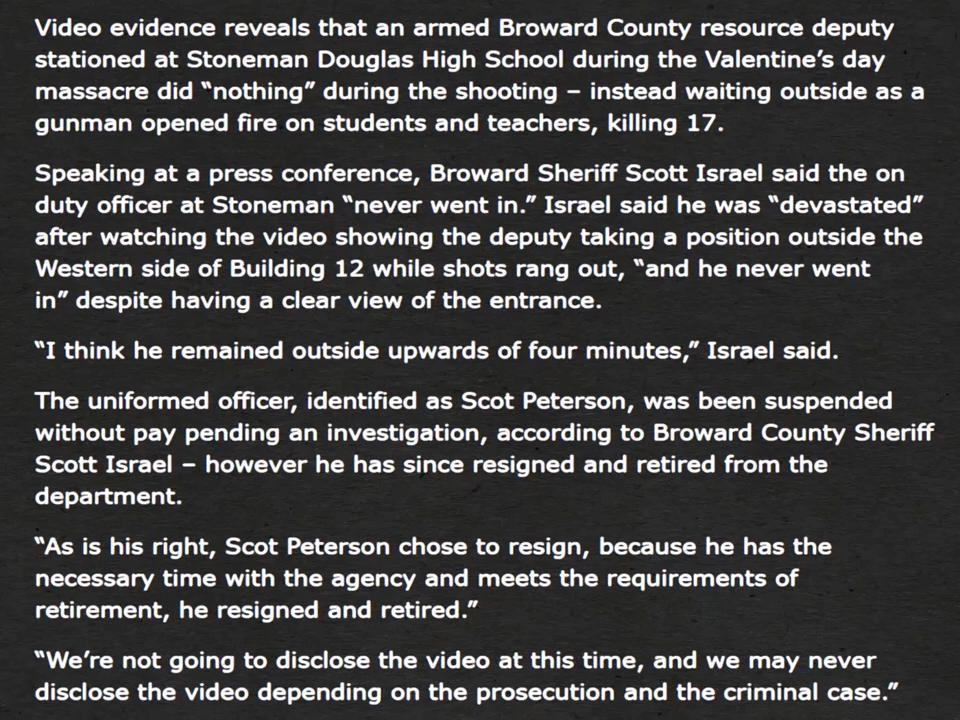 Video evidence reveals that an armed Broward County resource deputy
stationed at Stoneman Douglas High School during the Valentine’s day
massacre did “nothing” during the shooting – instead waiting outside as a
gunman opened fire on students and teachers, killing 17.
Speaking at a press conference, Broward Sheriff Scott Israel said the on
duty officer at Stoneman “never went in.” Israel said he was “devastated”
after watching the video showing the deputy taking a position outside the
Western side of Building 12 while shots rang out, “and he never went
in” despite having a clear view of the entrance.
“I think he remained outside upwards of four minutes,” Israel said.
The uniformed officer, identified as Scot Peterson, was been suspended
without pay pending an investigation, according to Broward County Sheriff
Scott Israel – however he has since resigned and retired from the
department.
“As is his right, Scot Peterson chose to resign, because he has the
necessary time with the agency and meets the requirements of
retirement, he resigned and retired.”
“We’re not going to disclose the video at this time, and we may never
disclose the video depending on the prosecution and the criminal case.”